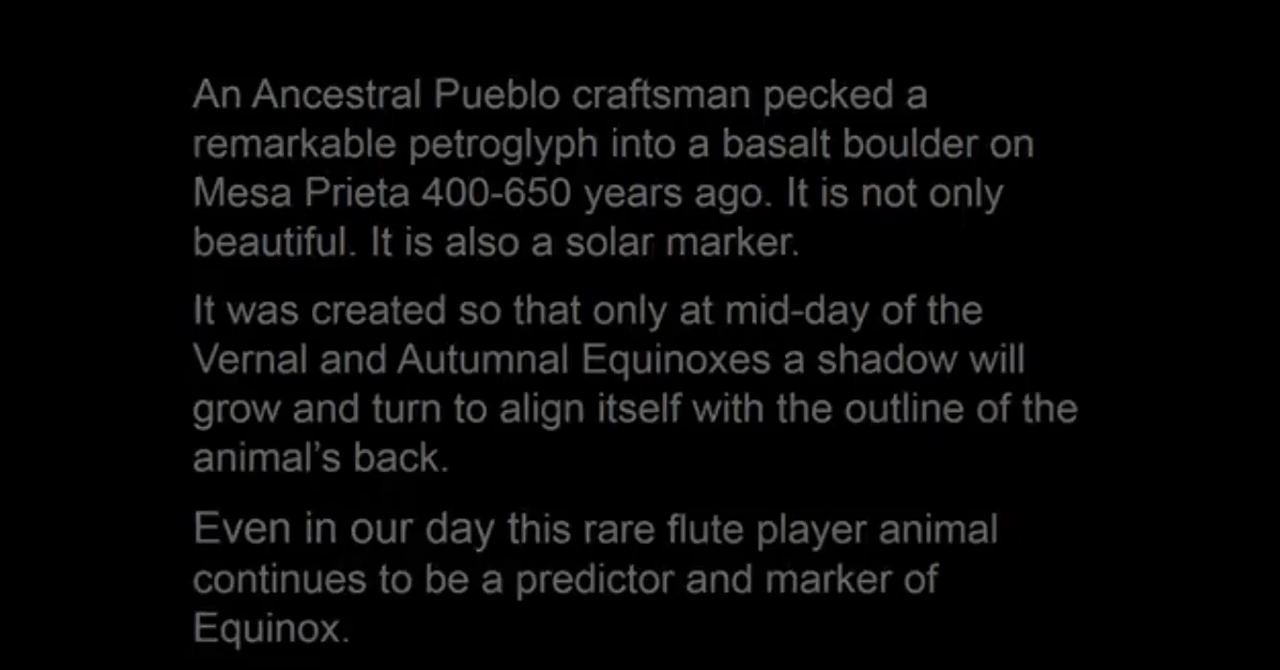 An Ancestral Pueblo craftsman pecked a
remarkable petroglyph into a basalt boulder on
Mesa Prieta 400-650 years ago. It is not only
beautiful. It is also a solar marker.
It was created so that only at mid-day of the
Vernal and Autumnal Equinoxes a shadow will
grow and turn to align itself with the outline of the
animal’s back.
Even in our day this rare flute player animal
continues to be a predictor and marker of
Equinox.